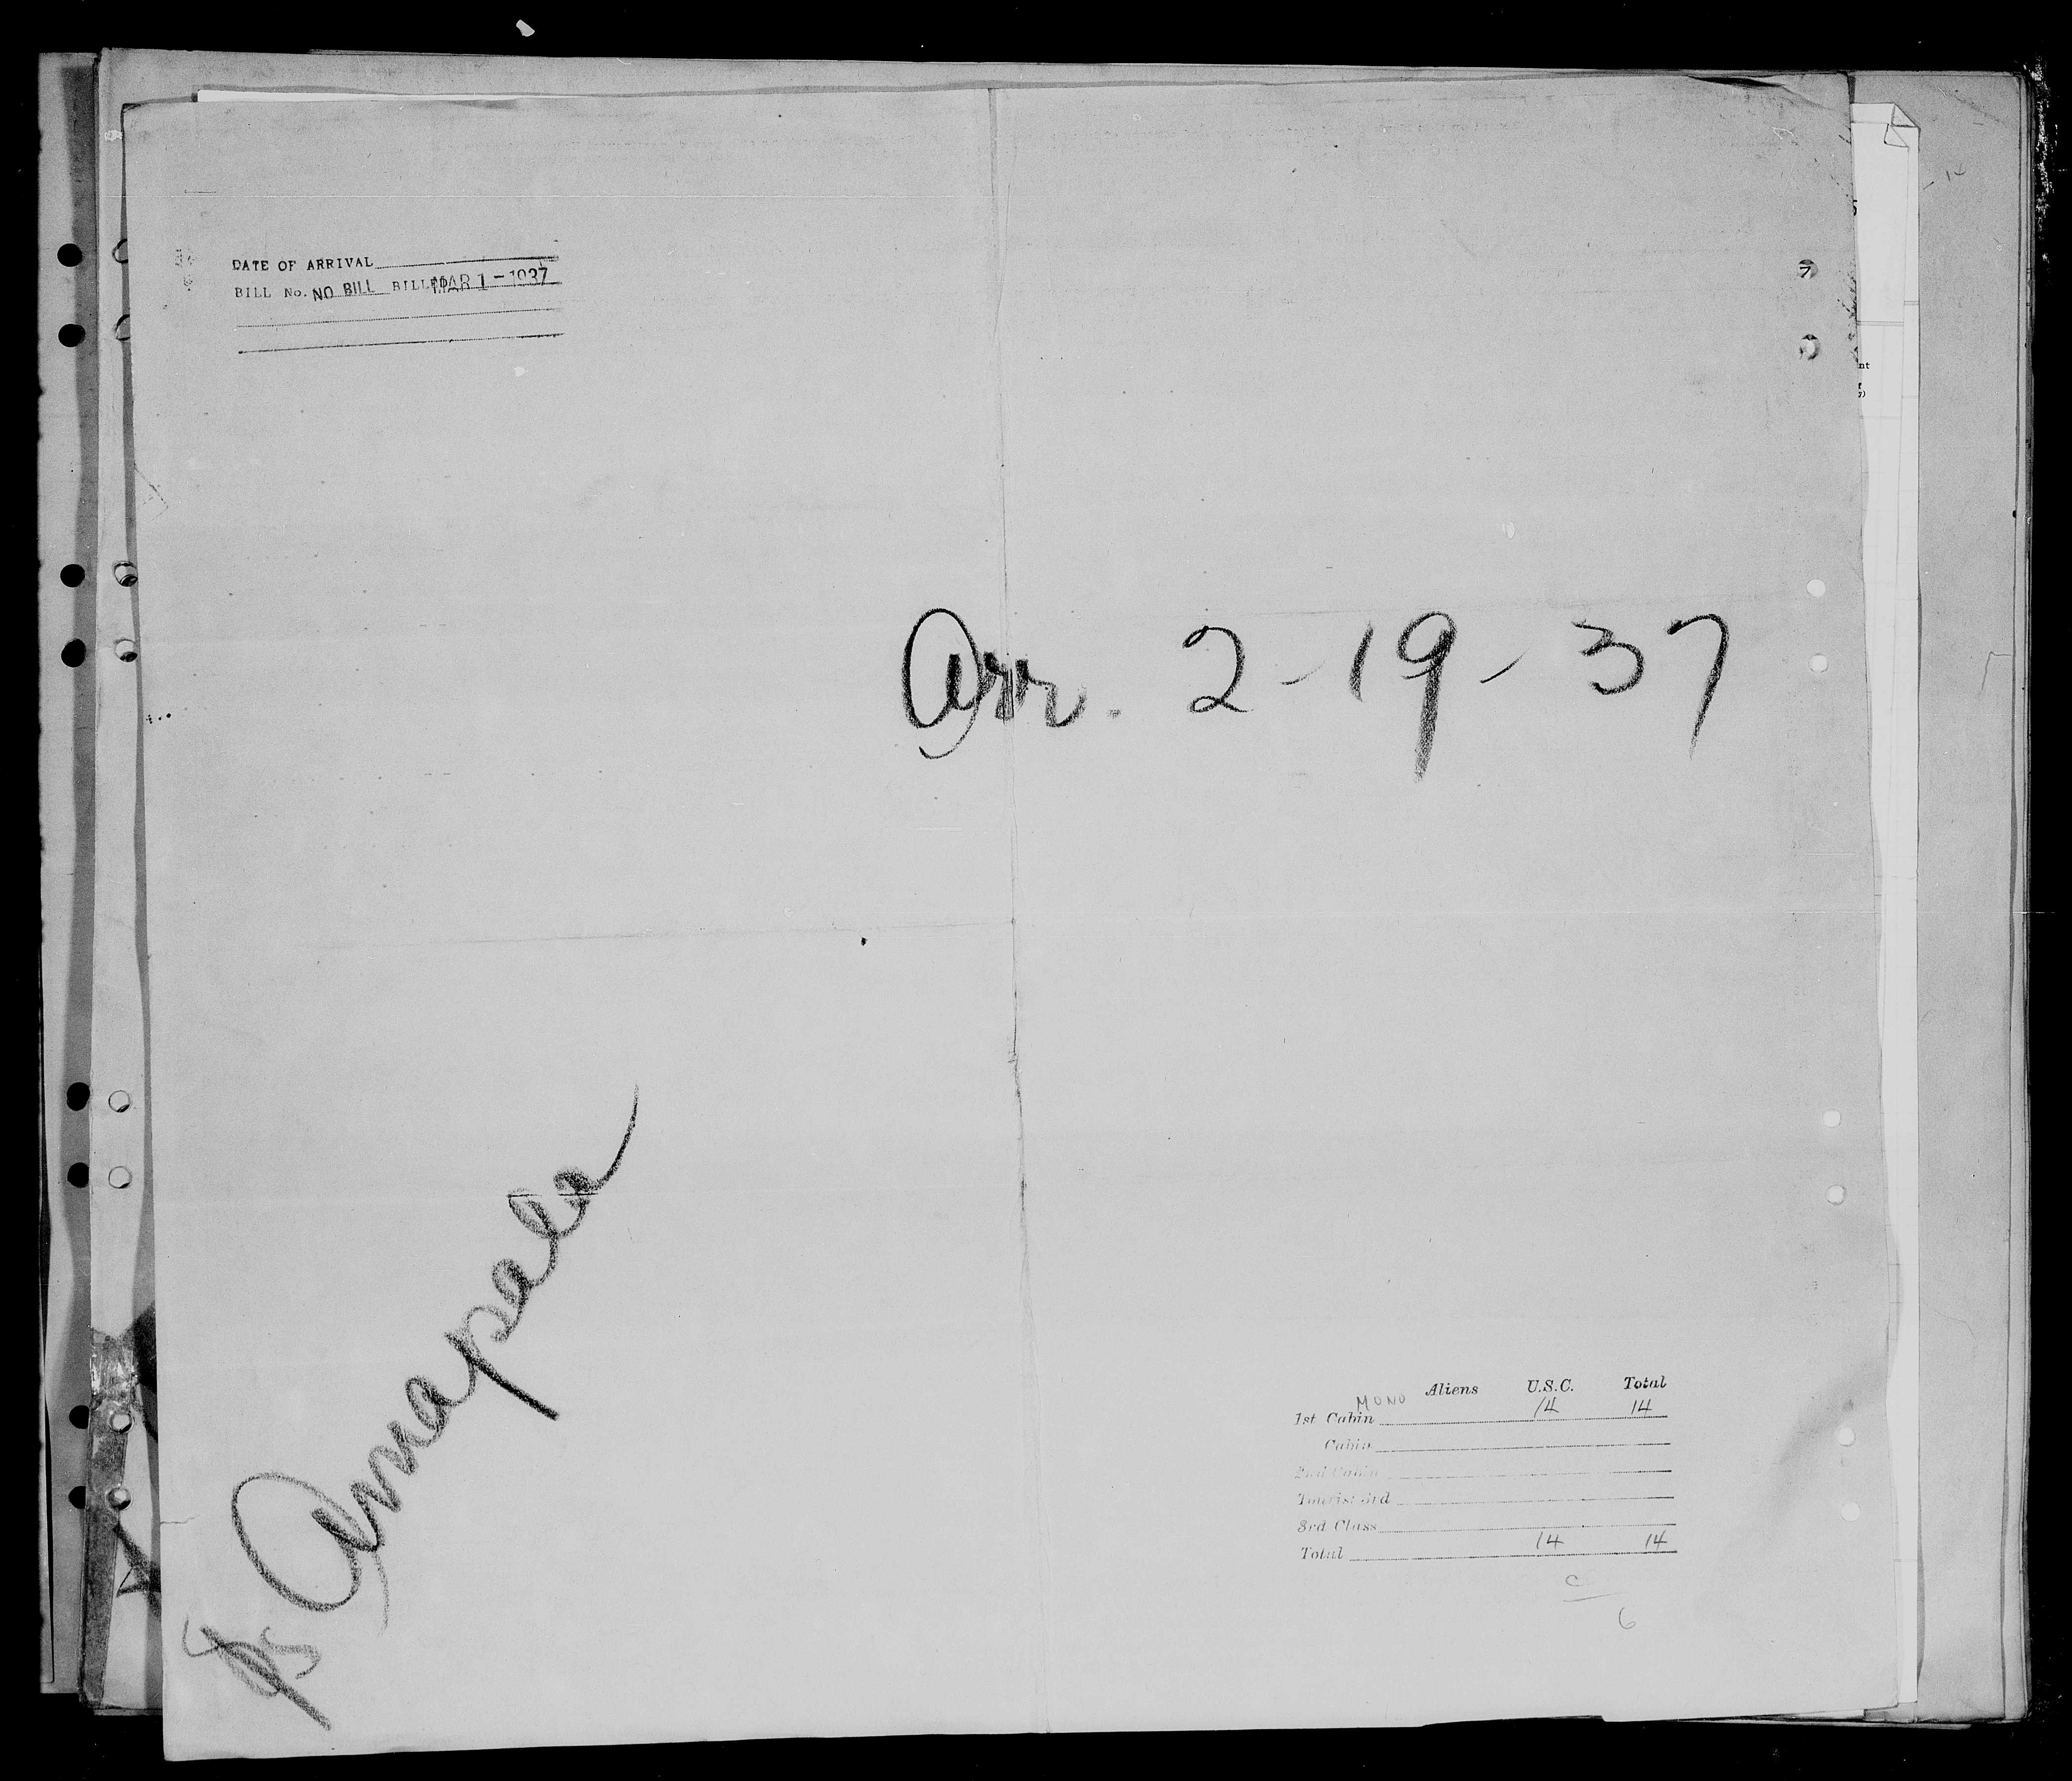 DATE OF ARRIVAL
BILL No. NO BILL BILLED MAR 1-1937
Arr. 2-19-37
SS Amapala
Aliens U.S.C. Total
MONO
1st Cabin 14 14
Cabin
2nd Cabin
Tourist 3rd
3rd Class
Total 14 14
C
6